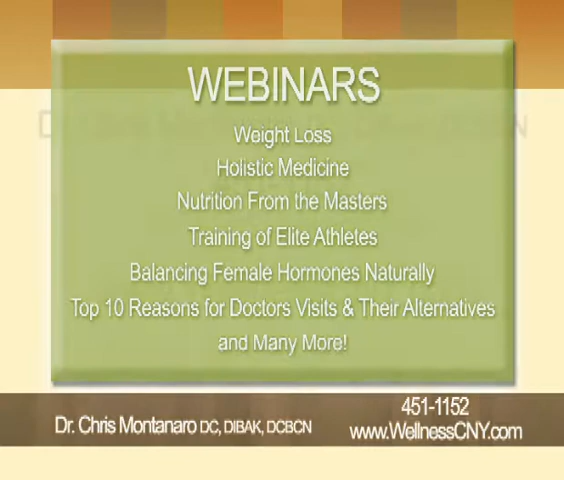 WEBINARS
Weight Loss
Holistic Medicine
Nutrition From the Masters
Training of Elite Athletes
Balancing Female Hormones Naturally
Top 10 Reasons for Doctors Visits & Their Alternatives
and Many More!
451-1152
Dr. Chris Montanaro DC, DIBAK, DCBCN
www.WellnessCNY.com